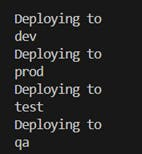 Deploying to
dev
Deploying to
prod
Deploying to
test
Deploying to
qa